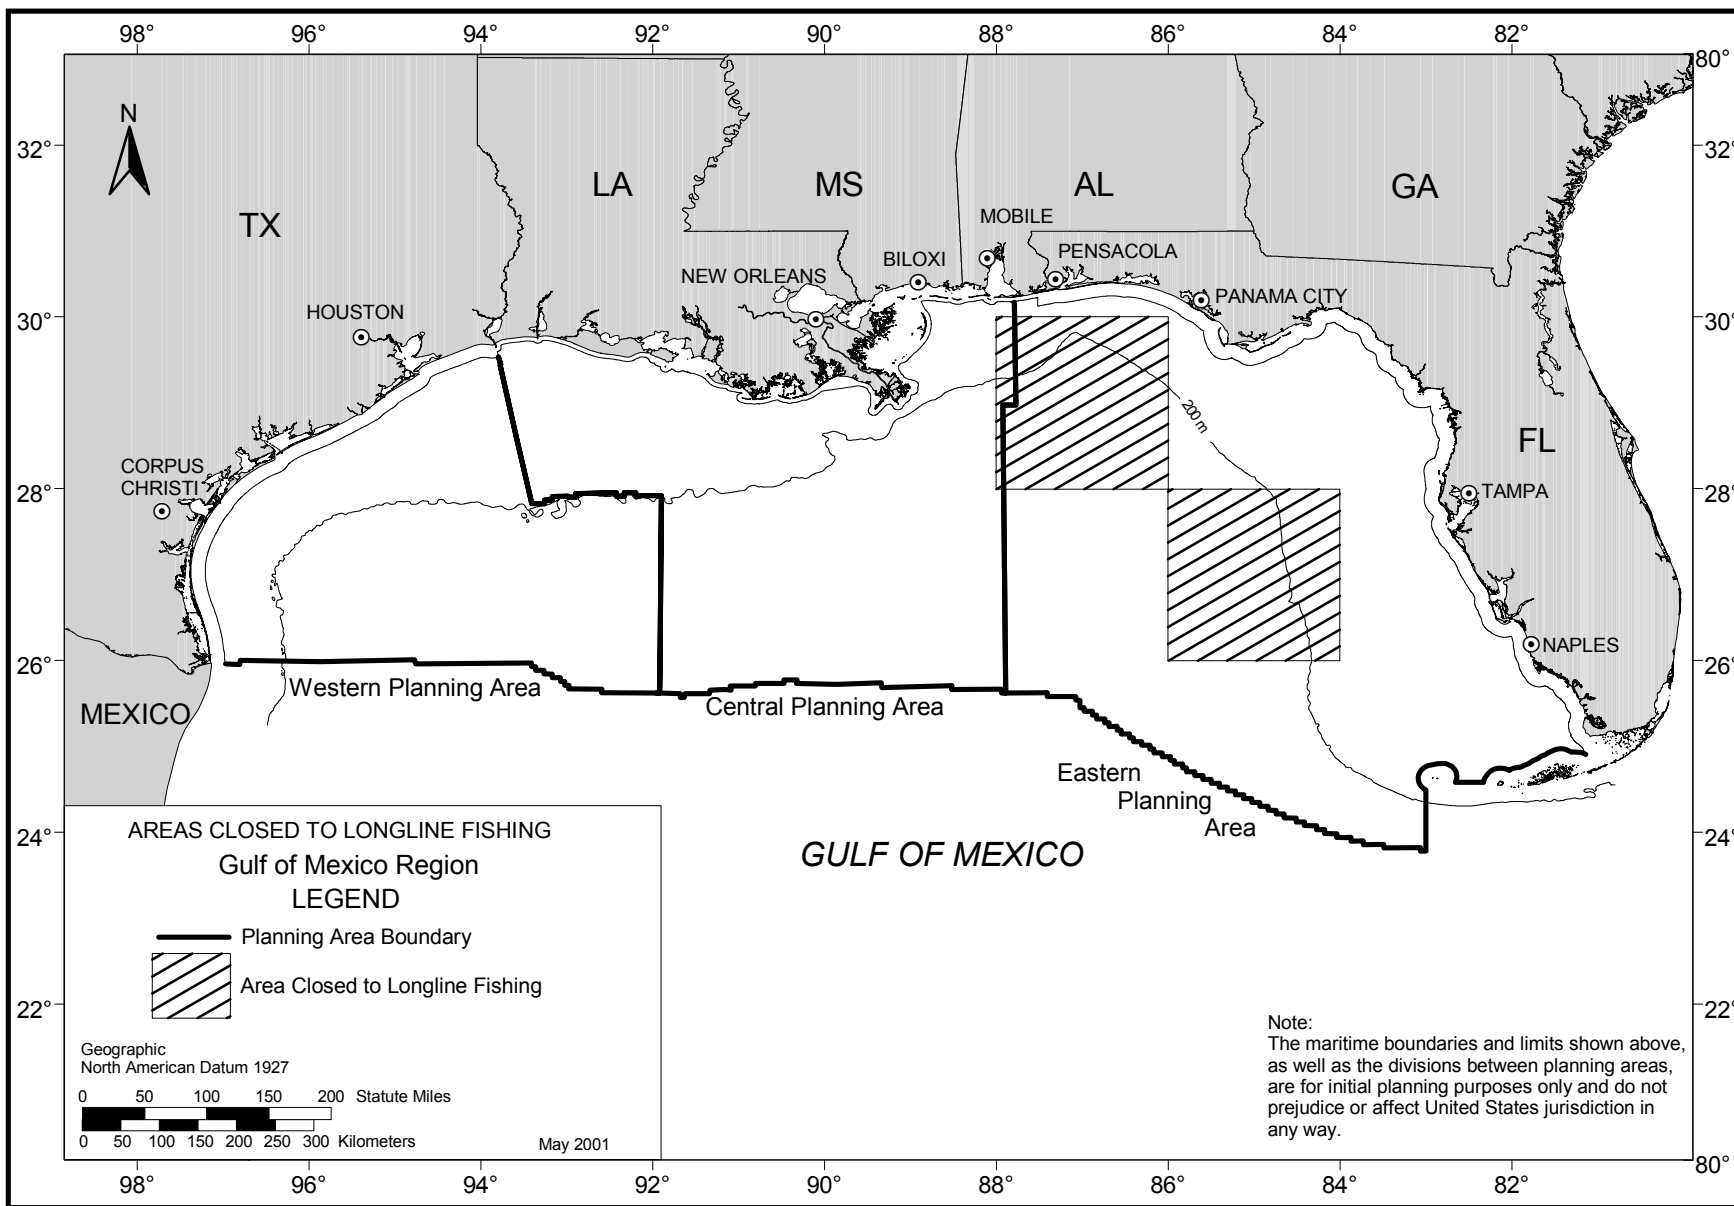 98° 96° 94° 92° 90° 88° 86° 84° 82°
80°
N
32° 32°
LA MS AL GA
TX
MOBILE
BILOXI PENSACOLA
NEW ORLEANS
PANAMA CITY
HOUSTON
30° 30°
200 m
FL
CORPUS
CHRISTI
TAMPA
28° 28°
NAPLES
26° 26°
Western Planning Area
Central Planning Area
MEXICO
Eastern
Planning
Area
24° 24°
GULF OF MEXICO
AREAS CLOSED TO LONGLINE FISHING
Gulf of Mexico Region
LEGEND
Planning Area Boundary
Area Closed to Longline Fishing
22° 22°
Geographic
North American Datum 1927
0 50 100 150 200 Statute Miles
0 50 100 150 200 250 300 Kilometers
May 2001
Note:
The maritime boundaries and limits shown above,
as well as the divisions between planning areas,
are for initial planning purposes only and do not
prejudice or affect United States jurisdiction in
any way.
80°
98° 96° 94° 92° 90° 88° 86° 84° 82°